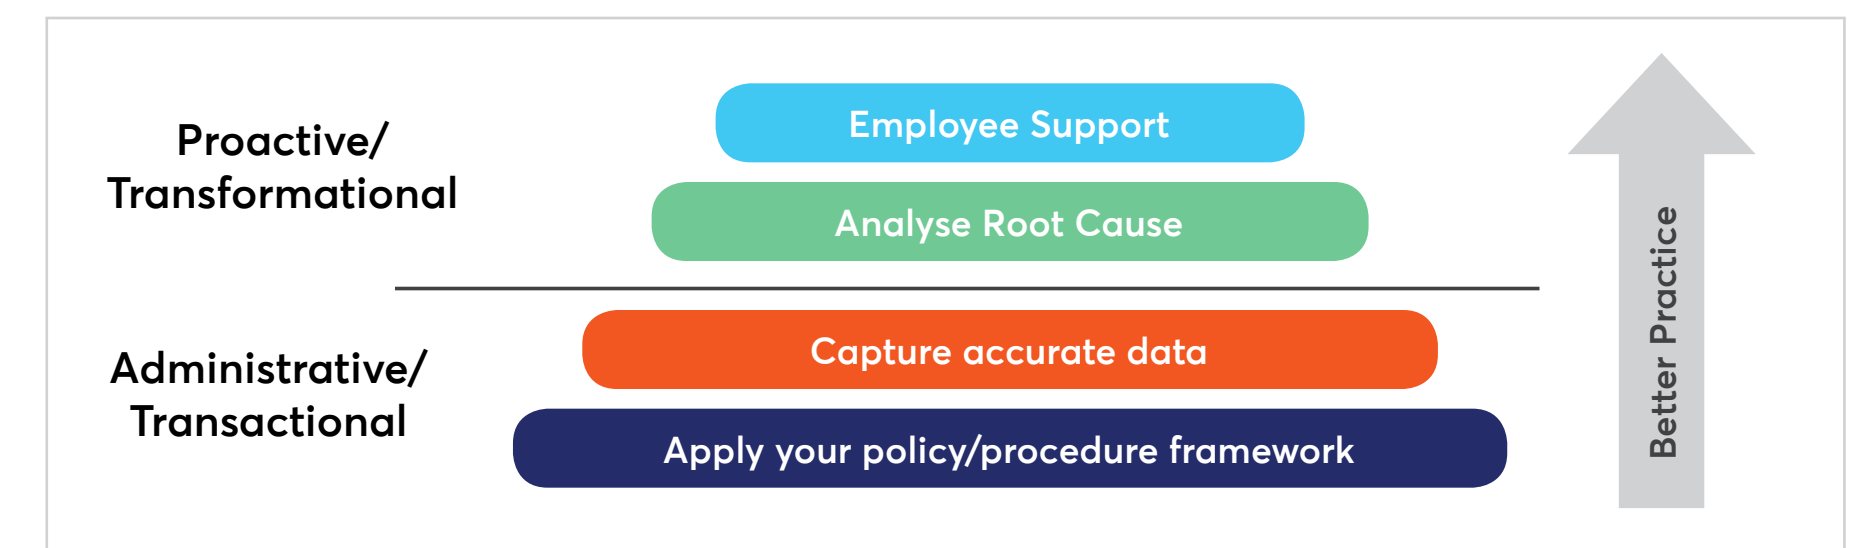 Proactive/
Transformational
Employee Support
Analyse Root Cause
Administrative/
Transactional
Capture accurate data
Apply your policy/procedure framework
Better Practice